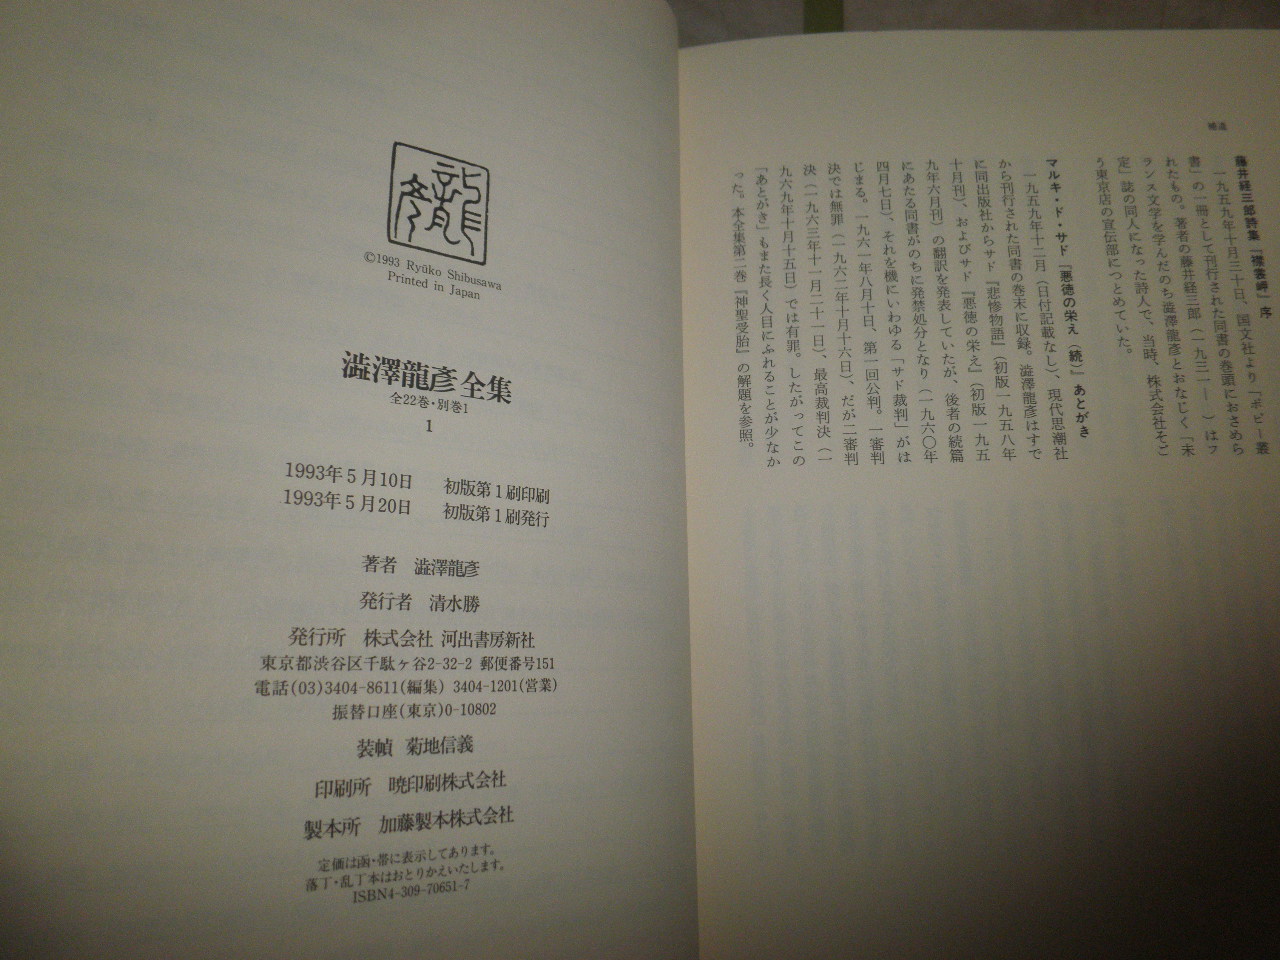 補遺
藤井経三郎詩集『襟裳岬』序
一九五九年十月三十日、国文社より「ポピー叢
書」の一冊として刊行された同書の巻頭におさめら
れたもの。著者の藤井経三郎（一九三一―　）はフ
ランス文学を学んだのち澁澤龍彥とおなじく「未
定」誌の同人になった詩人で、当時、株式会社そご
う東京店の宣伝部につとめていた。
マルキ・ド・サド『悪徳の栄え（続）』あとがき
一九五九年十二月（日付記載なし）、現代思潮社
から刊行された同書の巻末に収録。澁澤龍彥はすで
に同出版社からサド『悲惨物語』（初版一九五八年
十月刊）、およびサド『悪徳の栄え』（初版一九五
九年六月刊）の翻訳を発表していたが、後者の続篇
にあたる同書がのちに発禁処分となり（一九六〇年
四月七日）、それを機にいわゆる「サド裁判」がは
じまる。一九六一年八月十日、第一回公判。一審判
決では無罪（一九六二年十月十六日）、だが二審判
決（一九六三年十一月二十一日）、最高裁判決（一
九六九年十月十五日）では有罪。したがってこの
「あとがき」もまた長く人目にふれることが少なか
った。本全集第二巻『神聖受胎』の解題を参照。
龍彥
©1993 Ryūko Shibusawa
Printed in Japan
澁澤龍彥全集
全22巻・別巻1
1
1993年5月10日　初版第1刷印刷
1993年5月20日　初版第1刷発行
著者　澁澤龍彥
発行者　清水勝
発行所　株式会社 河出書房新社
東京都渋谷区千駄ヶ谷2-32-2 郵便番号151
電話(03)3404-8611(編集) 3404-1201(営業)
振替口座(東京)0-10802
装幀　菊地信義
印刷所　暁印刷株式会社
製本所　加藤製本株式会社
定価は函・帯に表示してあります。
落丁・乱丁本はおとりかえいたします。
ISBN4-309-70651-7